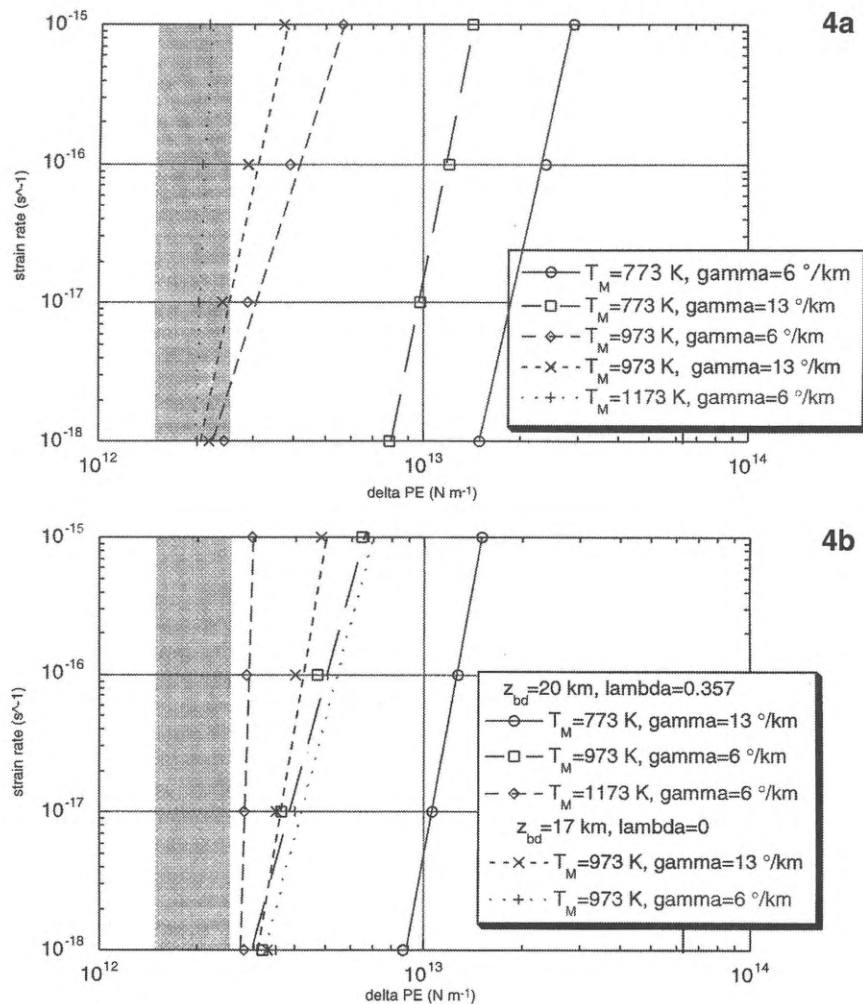 4a
10^-15
10^-16
10^-17
10^-18
strain rate (s^-1)
T_M=773 K, gamma=6 °/km
T_M=773 K, gamma=13 °/km
T_M=973 K, gamma=6 °/km
T_M=973 K, gamma=13 °/km
T_M=1173 K, gamma=6 °/km
10^12
10^13
10^14
delta PE (N m^-1)
4b
10^-15
10^-16
10^-17
10^-18
strain rate (s^-1)
z_bd=20 km, lambda=0.357
T_M=773 K, gamma=13 °/km
T_M=973 K, gamma=6 °/km
T_M=1173 K, gamma=6 °/km
z_bd=17 km, lambda=0
T_M=973 K, gamma=13 °/km
T_M=973 K, gamma=6 °/km
10^12
10^13
10^14
delta PE (N m^-1)